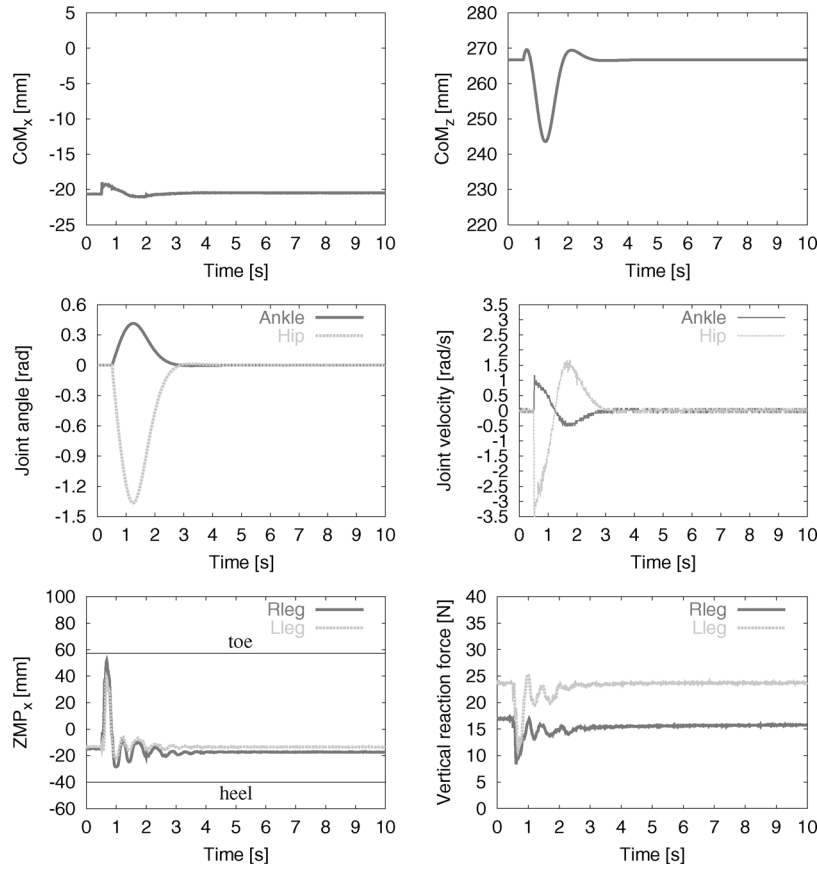 CoMx [mm]
5
0
-5
-10
-15
-20
-25
0 1 2 3 4 5 6 7 8 9 10
Time [s]
CoMz [mm]
270
260
250
240
230
220
0 1 2 3 4 5 6 7 8 9 10
Time [s]
Joint angle [rad]
0.6
0.3
0
-0.3
-0.6
-0.9
-1.2
-1.5
Ankle
Hip
0 1 2 3 4 5 6 7 8 9 10
Time [s]
Joint velocity [rad/s]
3.5
3
2.5
2
1.5
1
0.5
0
-0.5
-1
-1.5
-2
-2.5
-3
-3.5
Ankle
Hip
0 1 2 3 4 5 6 7 8 9 10
Time [s]
ZMPx [mm]
100
80
60
40
20
0
-20
-40
-60
Rleg
Lleg
toe
heel
0 1 2 3 4 5 6 7 8 9 10
Time [s]
Vertical reaction force [N]
40
35
30
25
20
15
10
5
0
Rleg
Lleg
0 1 2 3 4 5 6 7 8 9 10
Time [s]